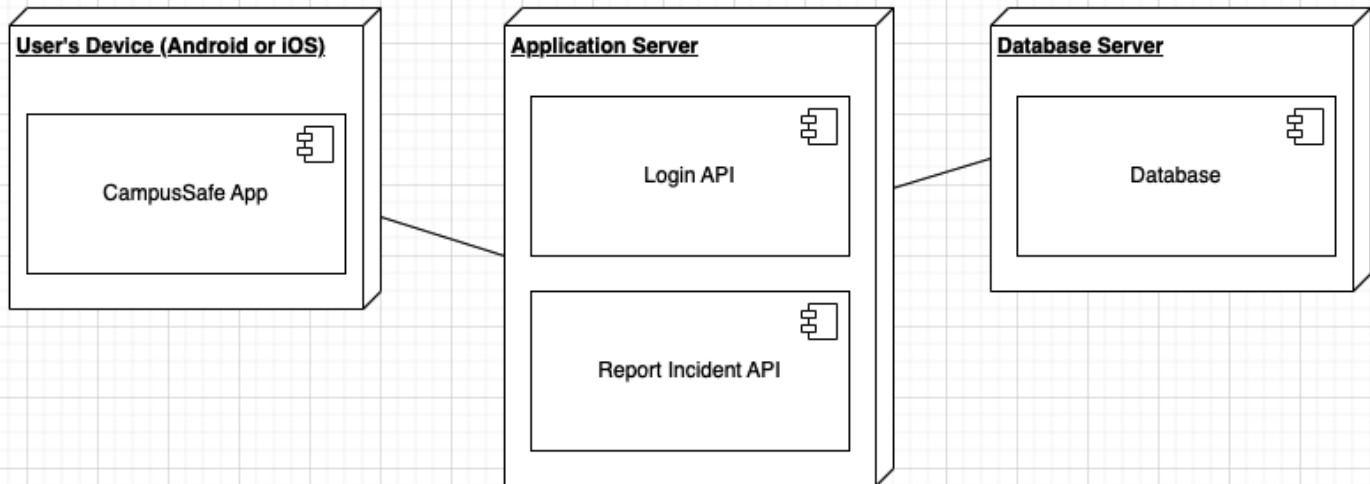 User's Device (Android or iOS)
CampusSafe App
Application Server
Login API
Report Incident API
Database Server
Database